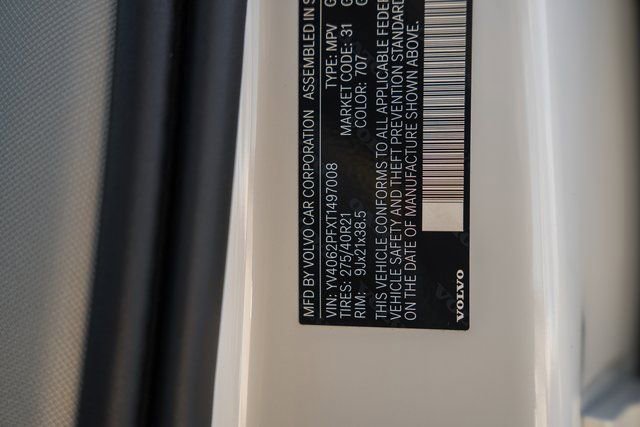 MFD BY VOLVO CAR CORPORATION ASSEMBLED IN
VIN: YV4062PFXT1497008 TYPE: MPV
TIRES: 275/40R21 MARKET CODE: 31
RIM: 9Jx21x38.5 COLOR: 707
THIS VEHICLE CONFORMS TO ALL APPLICABLE FEDE
VEHICLE SAFETY AND THEFT PREVENTION STANDARD
ON THE DATE OF MANUFACTURE SHOWN ABOVE.
VOLVO